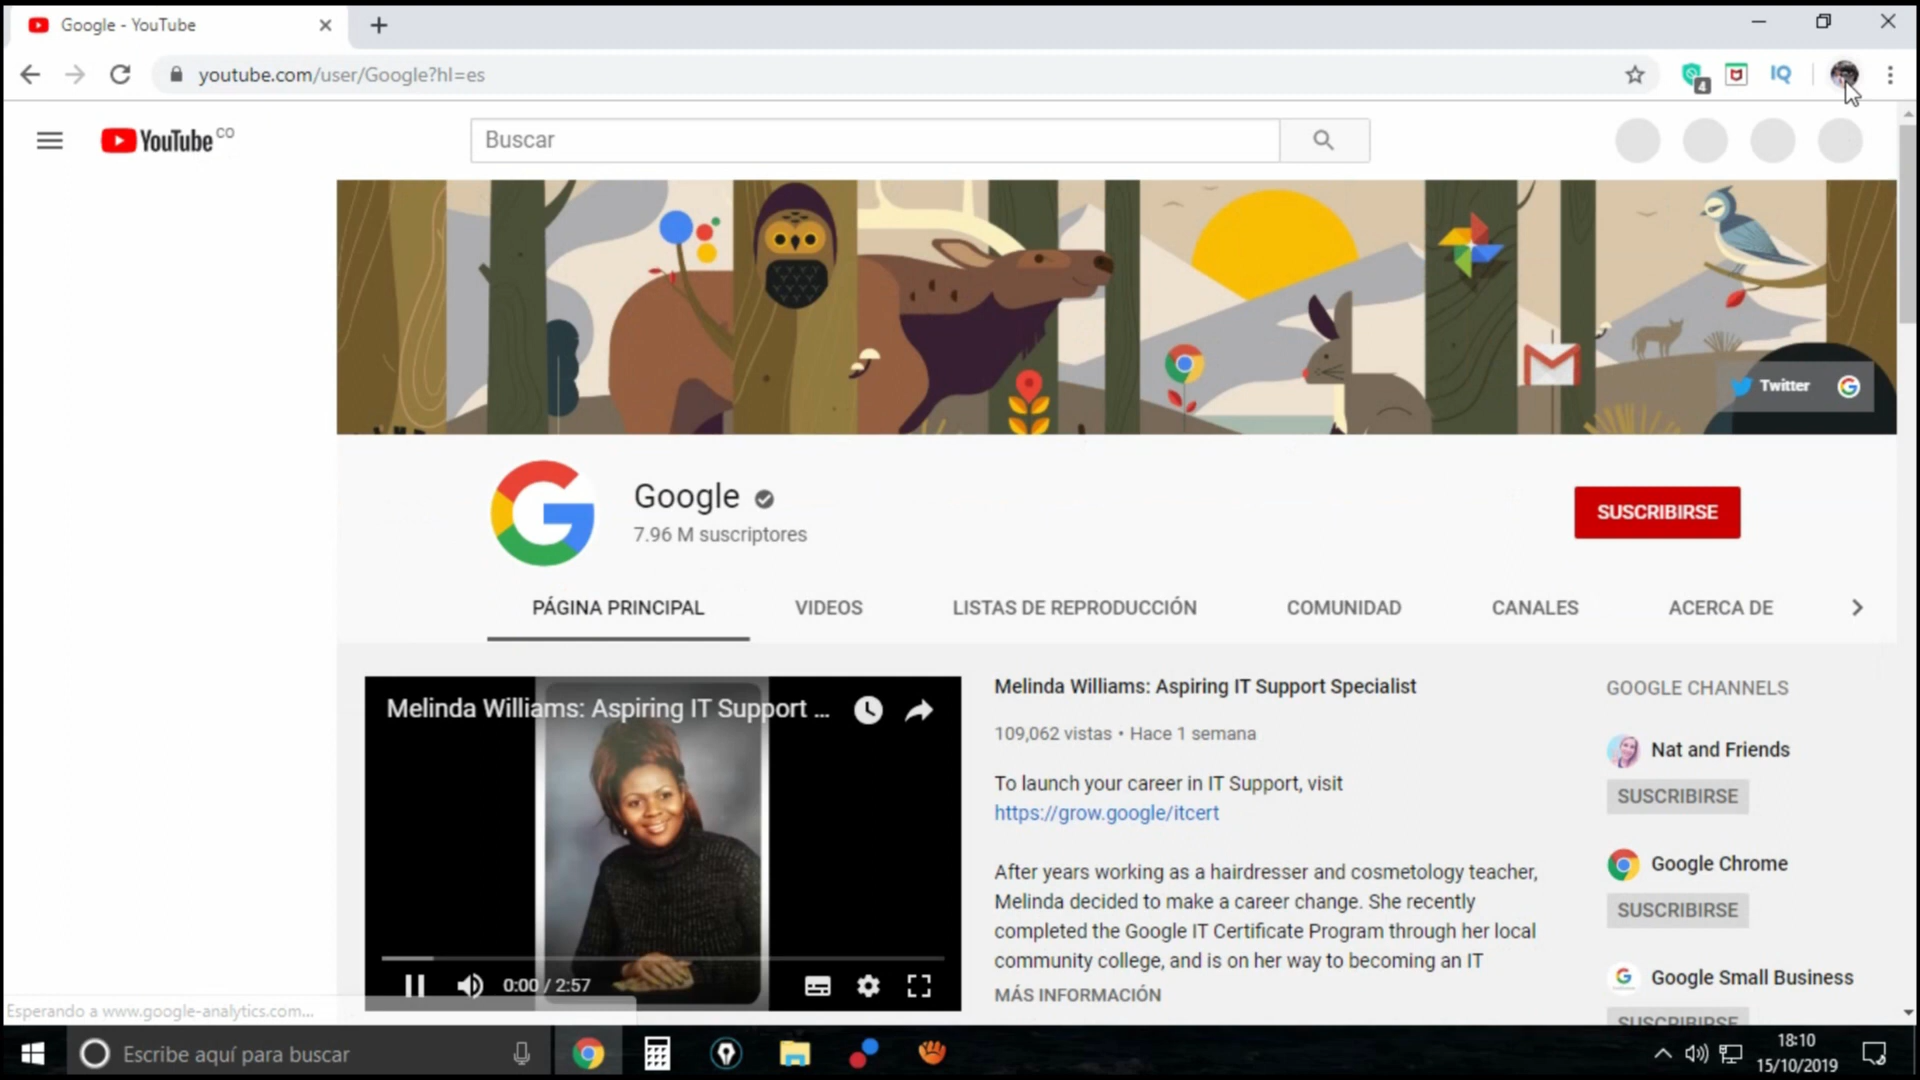 Google - YouTube
youtube.com/user/Google?hl=es
4
IQ
YouTube CO
Buscar
Twitter
Google
7.96 M suscriptores
SUSCRIBIRSE
PÁGINA PRINCIPAL
VIDEOS
LISTAS DE REPRODUCCIÓN
COMUNIDAD
CANALES
ACERCA DE
Melinda Williams: Aspiring IT Support ...
0:00 / 2:57
Melinda Williams: Aspiring IT Support Specialist
109,062 vistas • Hace 1 semana
To launch your career in IT Support, visit
https://grow.google/itcert
After years working as a hairdresser and cosmetology teacher,
Melinda decided to make a career change. She recently
completed the Google IT Certificate Program through her local
community college, and is on her way to becoming an IT
MÁS INFORMACIÓN
GOOGLE CHANNELS
Nat and Friends
SUSCRIBIRSE
Google Chrome
SUSCRIBIRSE
Google Small Business
SUSCRIBIRSE
Esperando a www.google-analytics.com...
Escribe aquí para buscar
18:10
15/10/2019